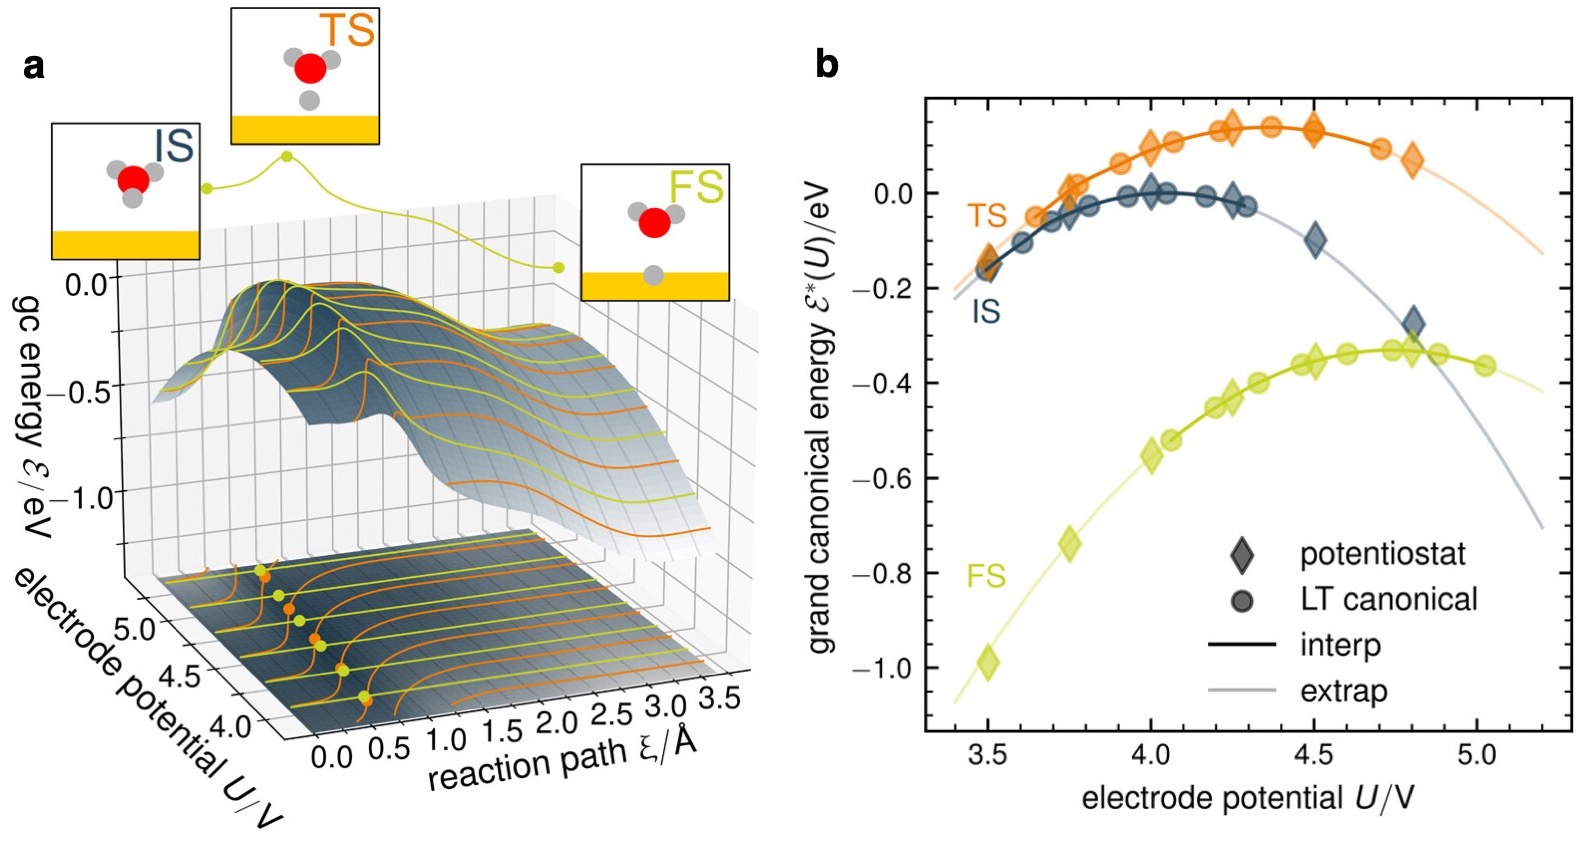 a
TS
IS
FS
0.0
−0.5
−1.0
gc energy ℰ/eV
5.0
4.5
4.0
electrode potential U/V
0.0 0.5 1.0 1.5 2.0 2.5 3.0 3.5
reaction path ξ/Å
b
0.0
−0.2
−0.4
−0.6
−0.8
−1.0
grand canonical energy ℰ*(U)/eV
TS
IS
FS
potentiostat
LT canonical
interp
extrap
3.5 4.0 4.5 5.0
electrode potential U/V